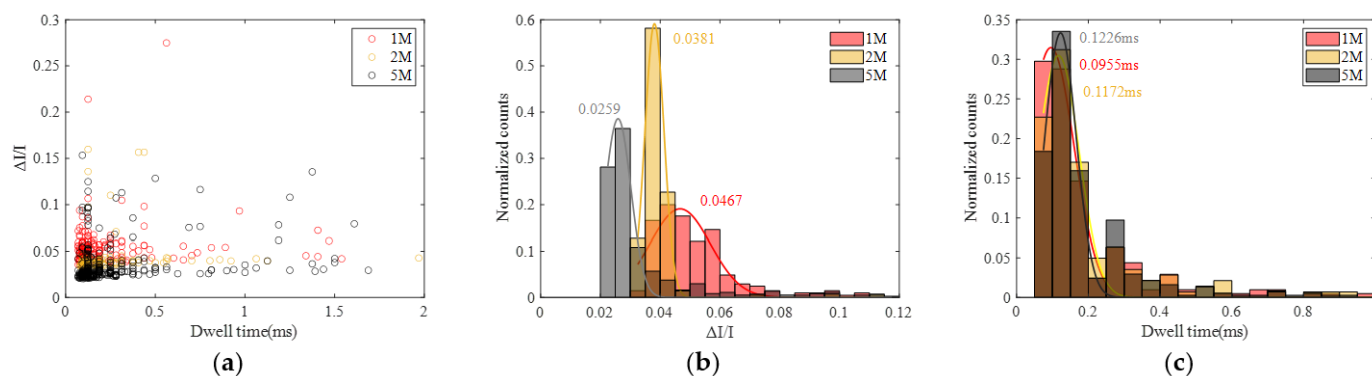 0.3
0.25
0.2
0.15
0.1
0.05
0
ΔI/I
0
0.5
1
1.5
2
Dwell time(ms)
1M
2M
5M
(a)
0.6
0.5
0.4
0.3
0.2
0.1
0
Normalized counts
0
0.02
0.04
0.06
0.08
0.1
0.12
ΔI/I
0.0381
0.0259
0.0467
1M
2M
5M
(b)
0.35
0.3
0.25
0.2
0.15
0.1
0.05
0
Normalized counts
0
0.2
0.4
0.6
0.8
Dwell time(ms)
0.1226ms
0.0955ms
0.1172ms
1M
2M
5M
(c)